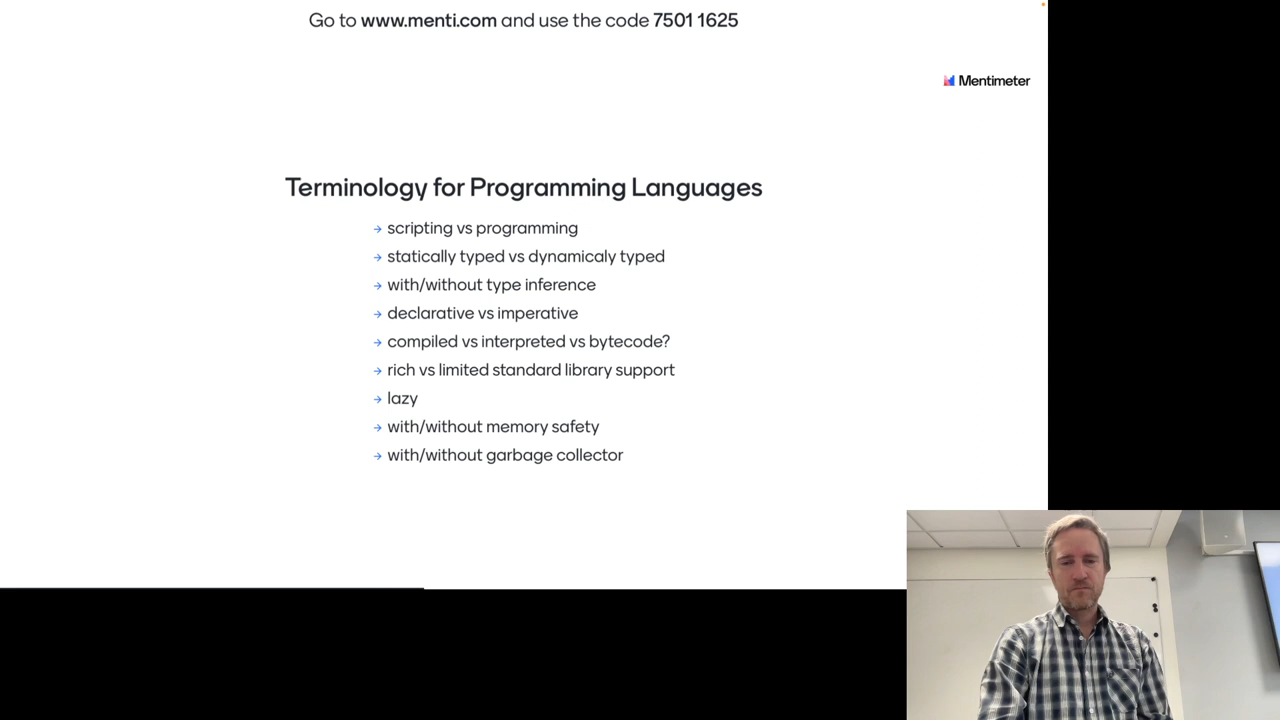 Go to www.menti.com and use the code 7501 1625
Mentimeter
Terminology for Programming Languages
→ scripting vs programming
→ statically typed vs dynamicaly typed
→ with/without type inference
→ declarative vs imperative
→ compiled vs interpreted vs bytecode?
→ rich vs limited standard library support
→ lazy
→ with/without memory safety
→ with/without garbage collector